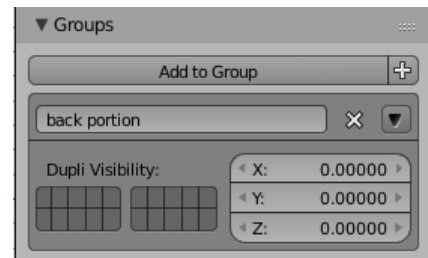 Groups
Add to Group
back portion
Dupli Visibility:
X: 0.00000
Y: 0.00000
Z: 0.00000